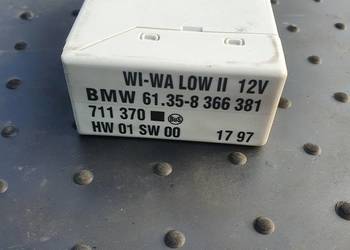 WI-WA LOW II 12V
BMW 61.35-8 366 381
711 370 BUS
HW 01 SW 00 17 97